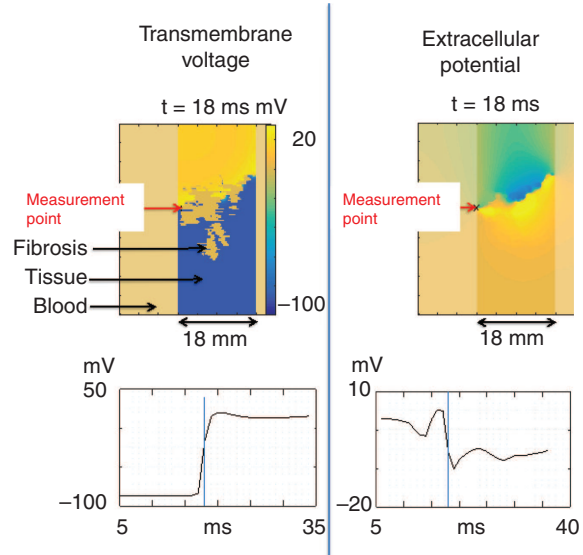 Transmembrane
voltage
t = 18 ms mV
20
Measurement
point
Fibrosis
Tissue
Blood
−100
18 mm
mV
50
−100
5
ms
35
Extracellular
potential
t = 18 ms
Measurement
point
18 mm
mV
10
−20
5
ms
40